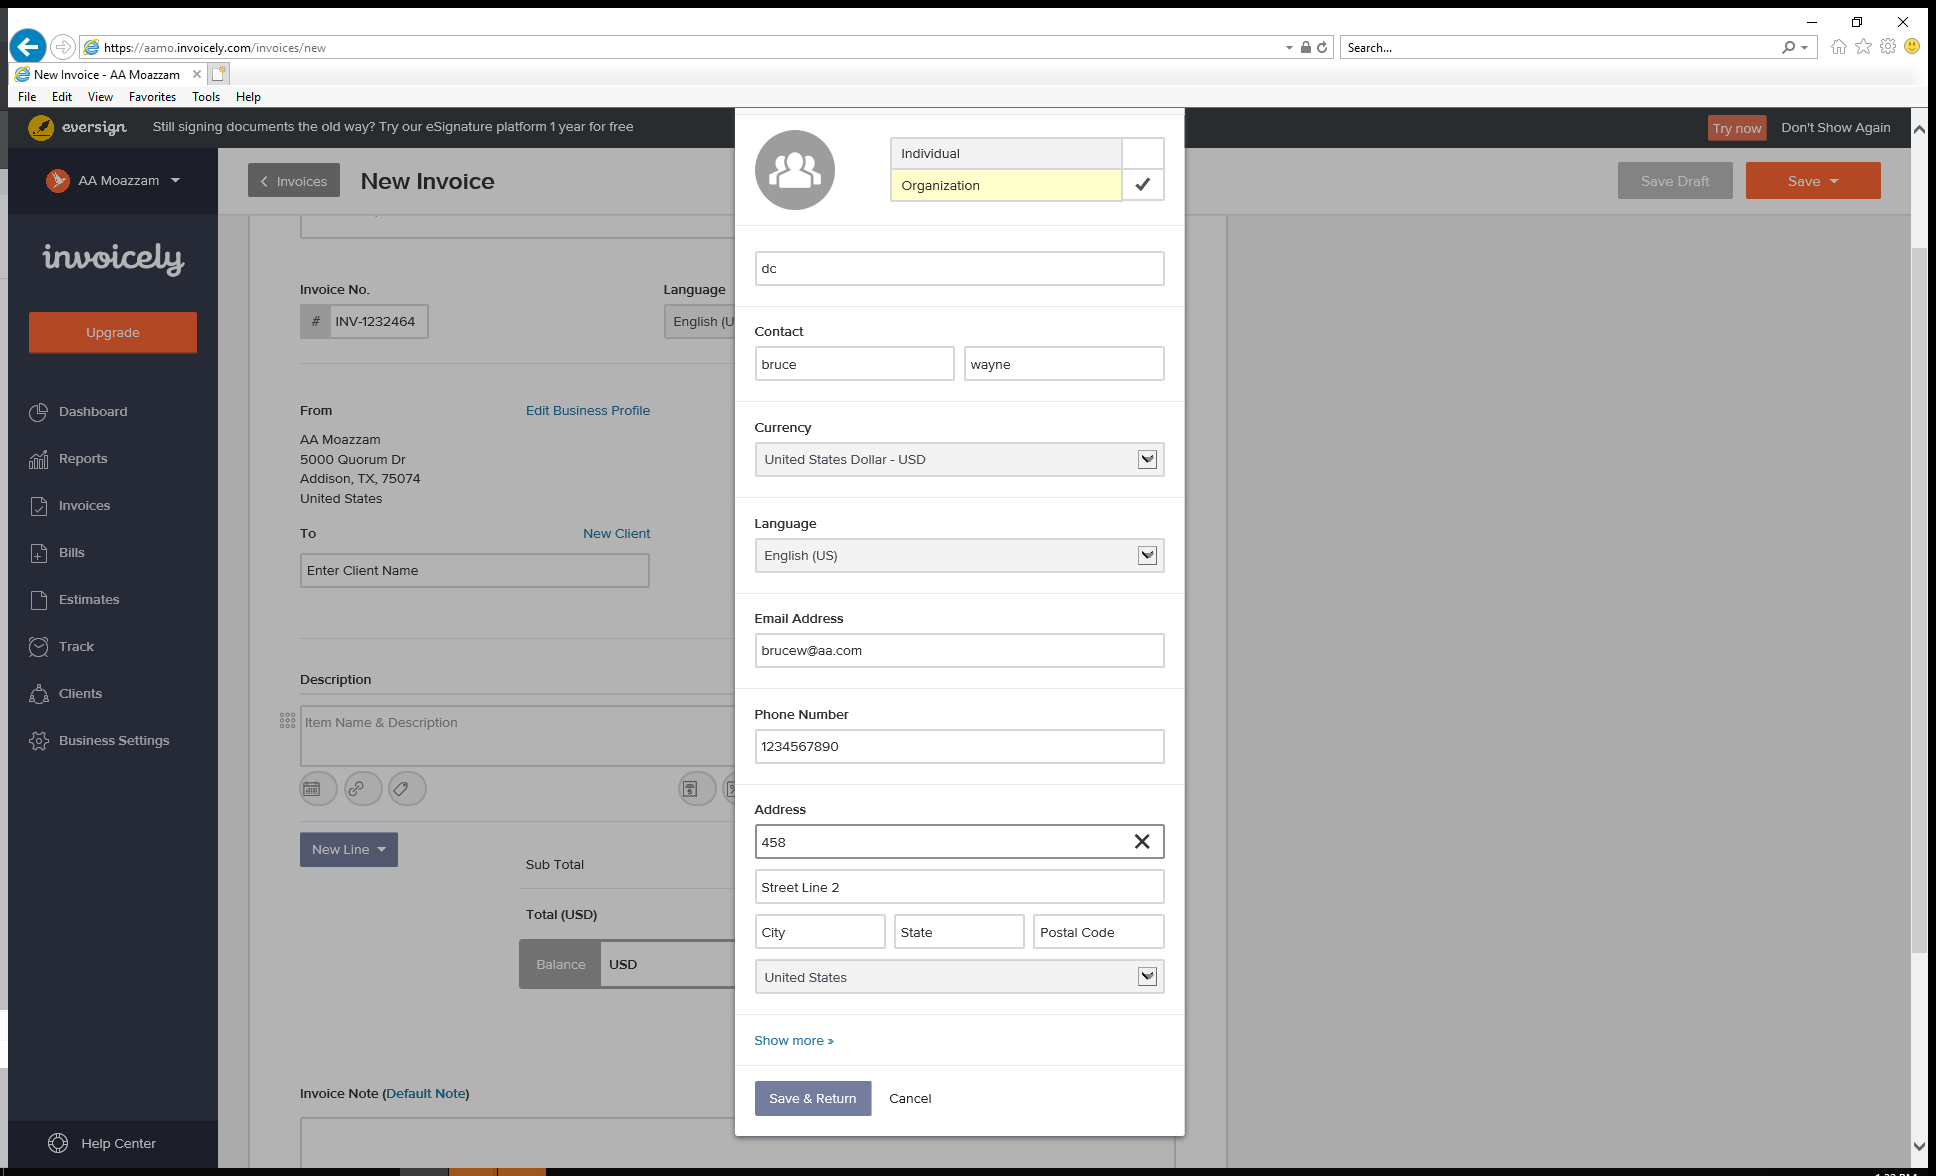 https://aamo.invoicely.com/invoices/new
Search...
New Invoice - AA Moazzam
File Edit View Favorites Tools Help
eversign Still signing documents the old way? Try our eSignature platform 1 year for free
Try now Don't Show Again
AA Moazzam
Invoices
New Invoice
Save Draft
Save
invoicely
Upgrade
Dashboard
Reports
Invoices
Bills
Estimates
Track
Clients
Business Settings
Help Center
Invoice No.
# INV-1232464
Language
English (U
From
Edit Business Profile
AA Moazzam
5000 Quorum Dr
Addison, TX, 75074
United States
To
New Client
Enter Client Name
Description
Item Name & Description
New Line
Sub Total
Total (USD)
Balance USD
Invoice Note (Default Note)
Individual
Organization
dc
Contact
bruce wayne
Currency
United States Dollar - USD
Language
English (US)
Email Address
brucew@aa.com
Phone Number
1234567890
Address
458
Street Line 2
City State Postal Code
United States
Show more »
Save & Return Cancel